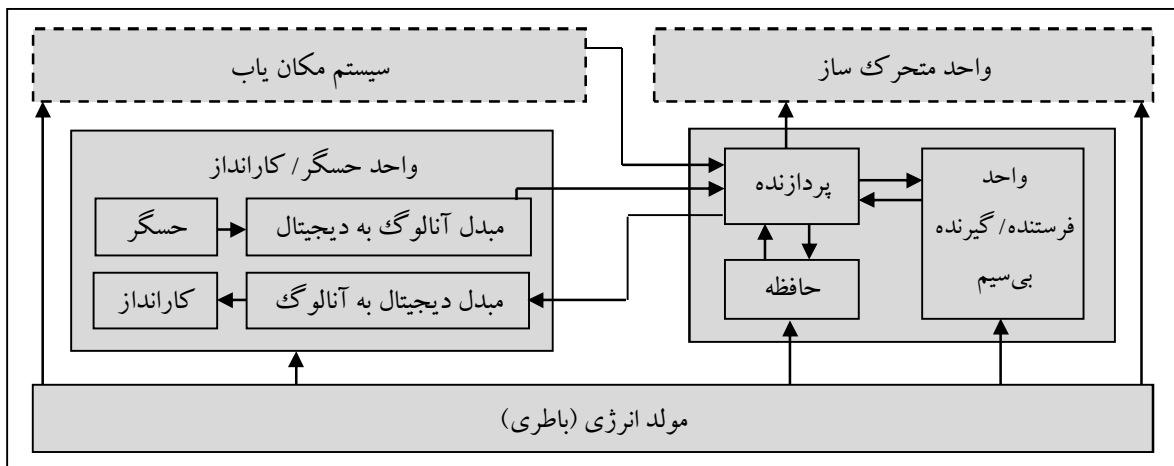 سیستم مکان یاب
واحد متحرک ساز
واحد حسگر/ کارانداز
حسگر
مبدل آنالوگ به دیجیتال
کارانداز
مبدل دیجیتال به آنالوگ
پردازنده
حافظه
واحد
فرستنده/ گیرنده
بی‌سیم
مولد انرژی (باطری)